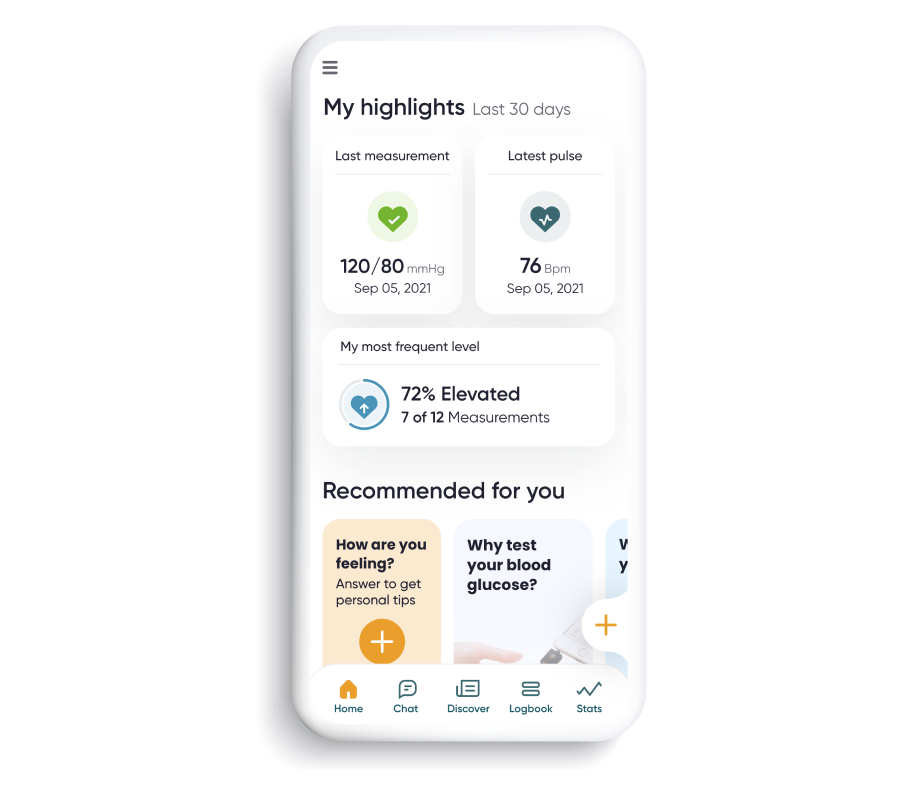 My highlights Last 30 days
Last measurement
120/80 mmHg
Sep 05, 2021
Latest pulse
76 Bpm
Sep 05, 2021
My most frequent level
72% Elevated
7 of 12 Measurements
Recommended for you
How are you
feeling?
Answer to get
personal tips
Why test
your blood
glucose?
Home
Chat
Discover
Logbook
Stats